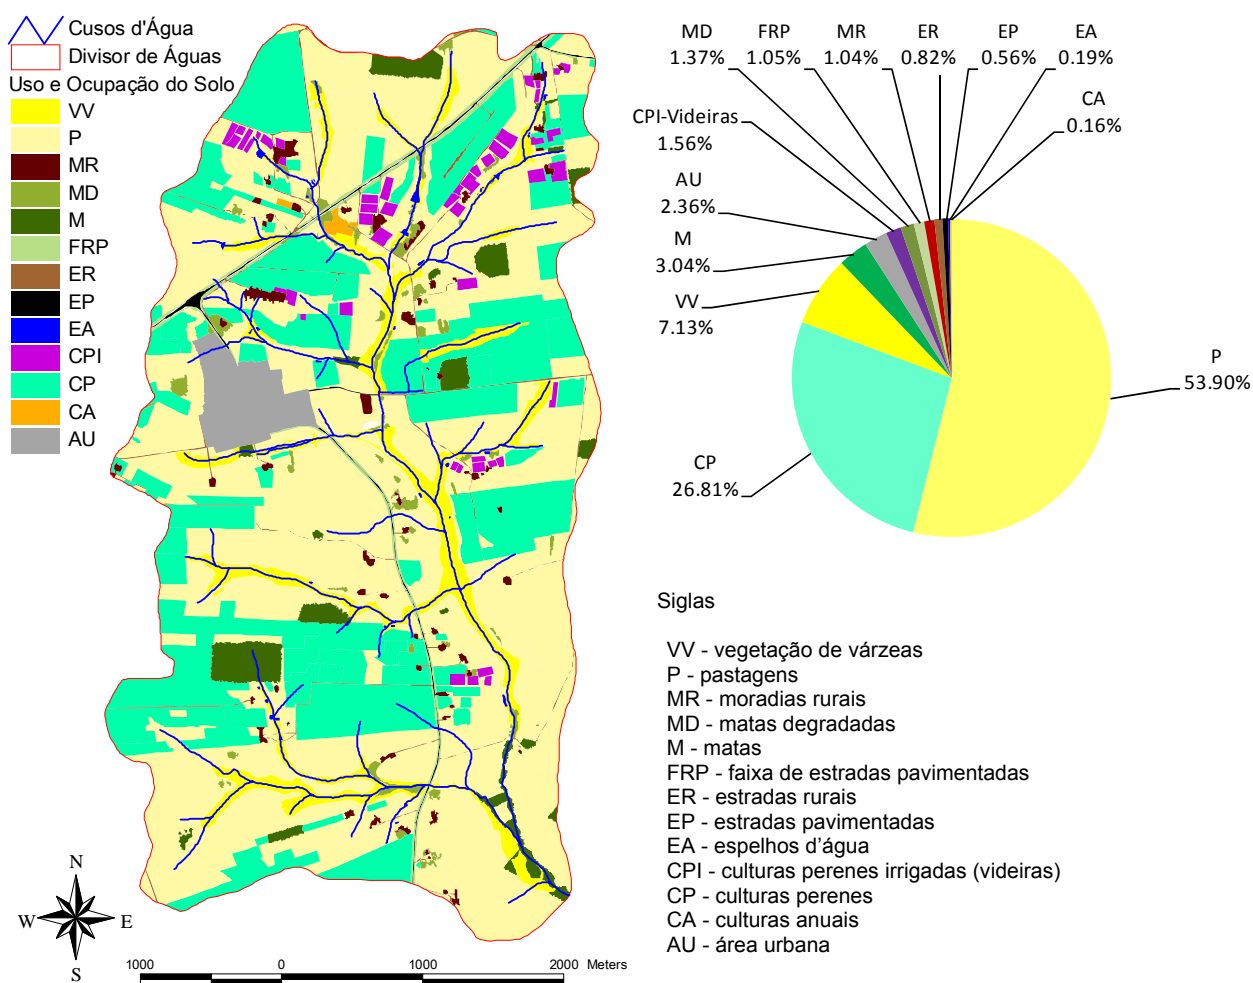 Cusos d'Água
Divisor de Águas
Uso e Ocupação do Solo
VV
P
MR
MD
M
FRP
ER
EP
EA
CPI
CP
CA
AU
N
W E
S
1000 0 1000 2000 Meters
MD
1.37%
FRP
1.05%
MR
1.04%
ER
0.82%
EP
0.56%
EA
0.19%
CA
0.16%
CPI-Videiras
1.56%
AU
2.36%
M
3.04%
VV
7.13%
CP
26.81%
P
53.90%
Siglas
VV - vegetação de várzeas
P - pastagens
MR - moradias rurais
MD - matas degradadas
M - matas
FRP - faixa de estradas pavimentadas
ER - estradas rurais
EP - estradas pavimentadas
EA - espelhos d’água
CPI - culturas perenes irrigadas (videiras)
CP - culturas perenes
CA - culturas anuais
AU - área urbana